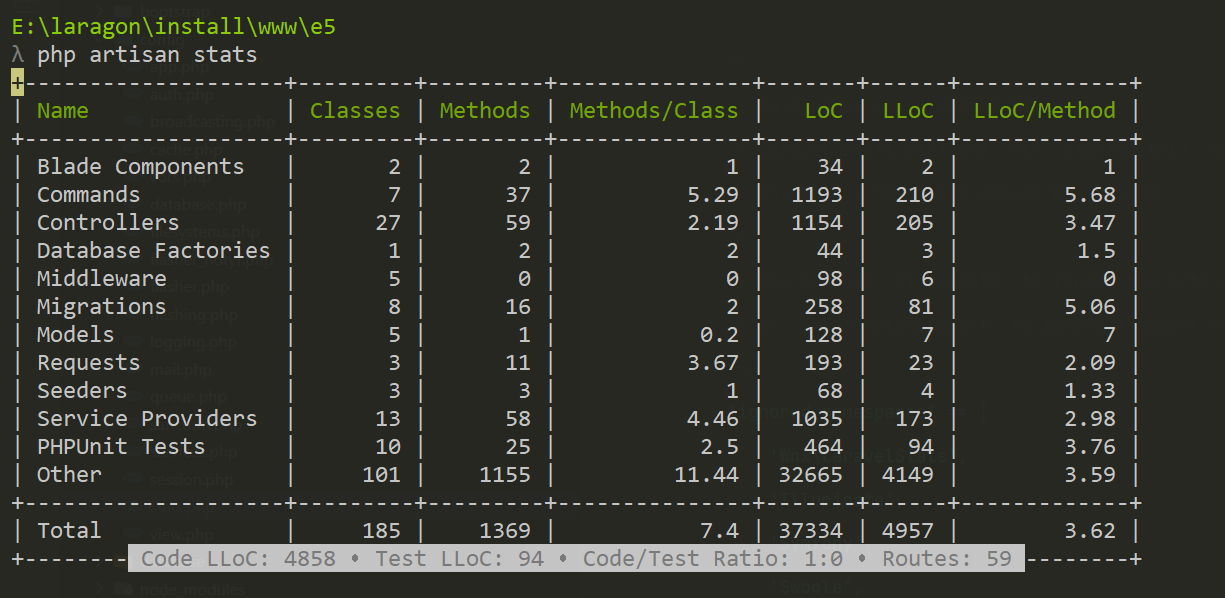 E:\laragon\install\www\e5
λ php artisan stats
+--------------------+---------+---------+---------------+-------+------+-------------+
| Name               | Classes | Methods | Methods/Class |   LoC | LLoC | LLoC/Method |
+--------------------+---------+---------+---------------+-------+------+-------------+
| Blade Components   |       2 |       2 |             1 |    34 |    2 |           1 |
| Commands           |       7 |      37 |          5.29 |  1193 |  210 |        5.68 |
| Controllers        |      27 |      59 |          2.19 |  1154 |  205 |        3.47 |
| Database Factories |       1 |       2 |             2 |    44 |    3 |         1.5 |
| Middleware         |       5 |       0 |             0 |    98 |    6 |           0 |
| Migrations         |       8 |      16 |             2 |   258 |   81 |        5.06 |
| Models             |       5 |       1 |           0.2 |   128 |    7 |           7 |
| Requests           |       3 |      11 |          3.67 |   193 |   23 |        2.09 |
| Seeders            |       3 |       3 |             1 |    68 |    4 |        1.33 |
| Service Providers  |      13 |      58 |          4.46 |  1035 |  173 |        2.98 |
| PHPUnit Tests      |      10 |      25 |           2.5 |   464 |   94 |        3.76 |
| Other              |     101 |    1155 |         11.44 | 32665 | 4149 |        3.59 |
+--------------------+---------+---------+---------------+-------+------+-------------+
| Total              |     185 |    1369 |           7.4 | 37334 | 4957 |        3.62 |
+-------- Code LLoC: 4858 • Test LLoC: 94 • Code/Test Ratio: 1:0 • Routes: 59 --------+